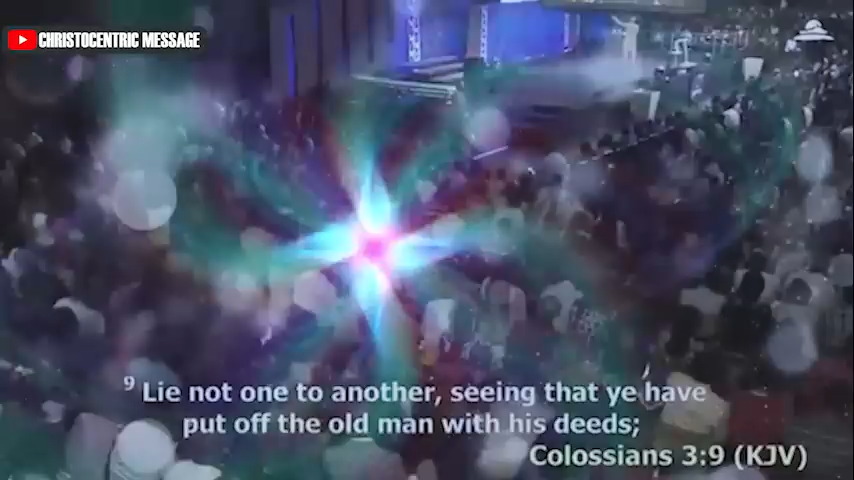 CHRISTOCENTRIC MESSAGE
9 Lie not one to another, seeing that ye have
put off the old man with his deeds;
Colossians 3:9 (KJV)